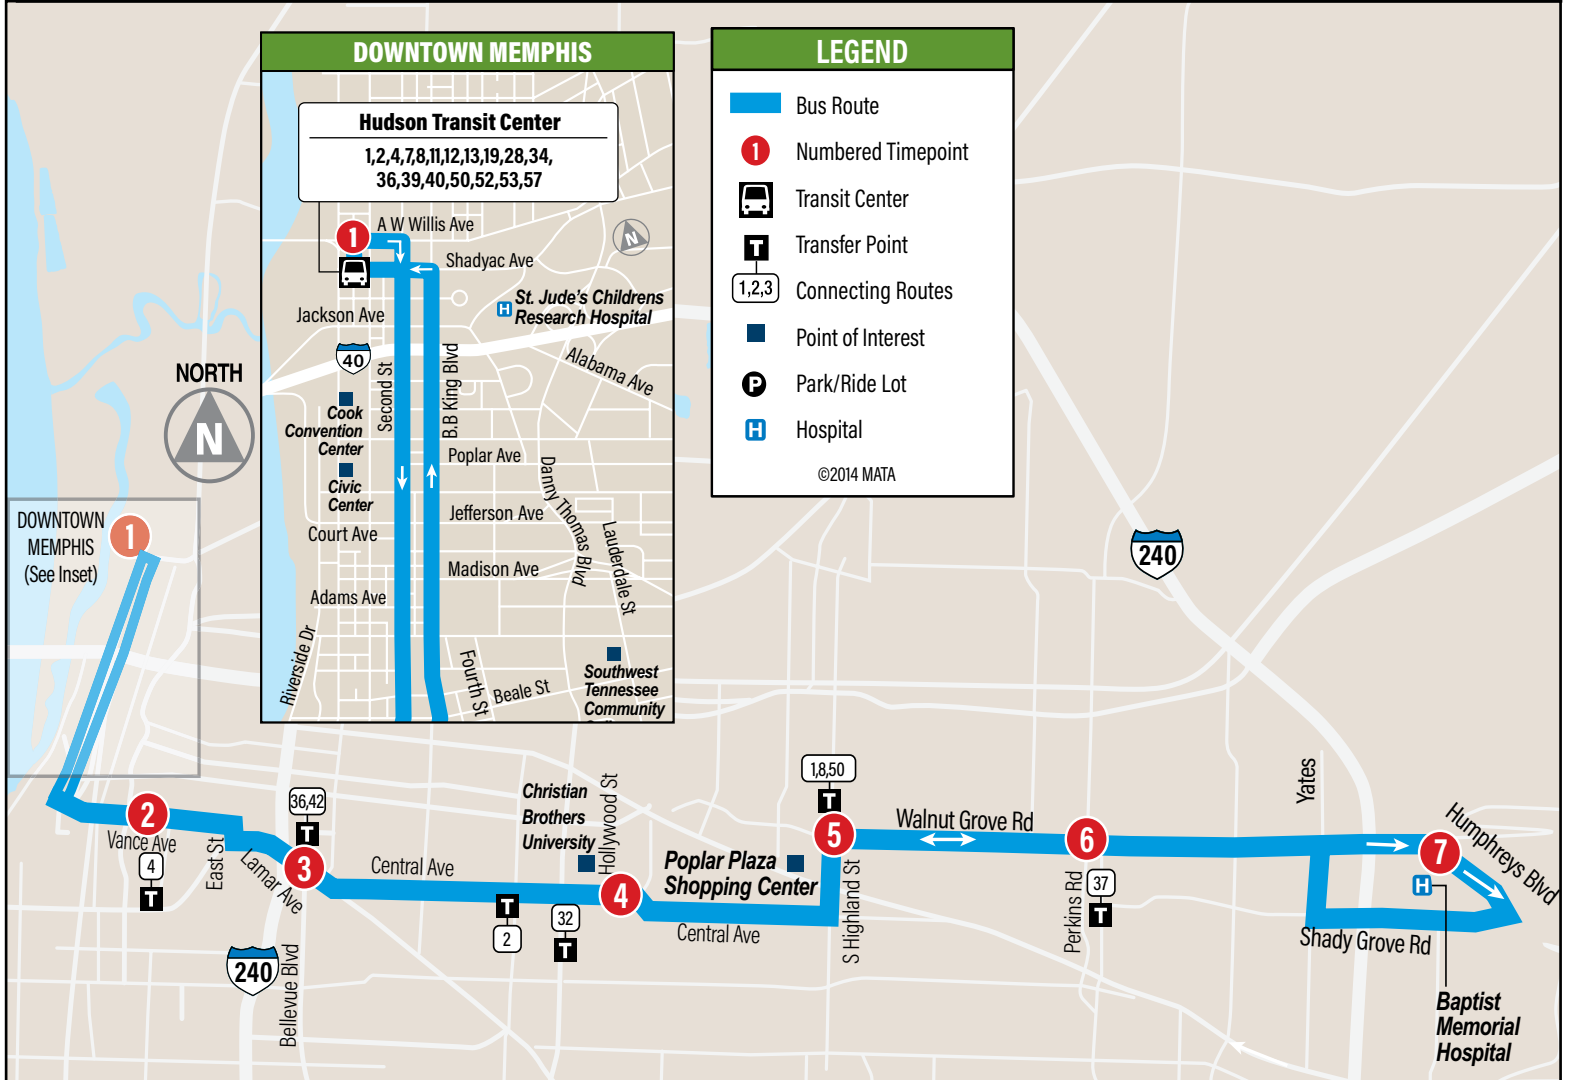 DOWNTOWN MEMPHIS
Hudson Transit Center
1,2,4,7,8,11,12,13,19,28,34,
36,39,40,50,52,53,57
1
A W Willis Ave
N
Shadyac Ave
H St. Jude's Childrens
Research Hospital
Jackson Ave
40
Second St
B.B King Blvd
Alabama Ave
Cook
Convention
Center
Poplar Ave
Danny Thomas Blvd
Civic
Center
Jefferson Ave
Court Ave
Lauderdale St
Madison Ave
Adams Ave
Riverside Dr
Fourth St
Beale St
Southwest
Tennessee
Community
LEGEND
Bus Route
1 Numbered Timepoint
Transit Center
T Transfer Point
1,2,3 Connecting Routes
Point of Interest
P Park/Ride Lot
H Hospital
©2014 MATA
NORTH
N
DOWNTOWN
MEMPHIS
(See Inset)
1
240
2
Vance Ave
4
T
East St
Lamar Ave
36,42
T
3
240
Bellevue Blvd
Central Ave
T
2
32
T
Christian
Brothers
University
Hollywood St
4
Central Ave
Poplar Plaza
Shopping Center
1,8,50
T
5
S Highland St
Walnut Grove Rd
6
Perkins Rd
37
T
Yates
7
Humphreys Blvd
H
Shady Grove Rd
Baptist
Memorial
Hospital